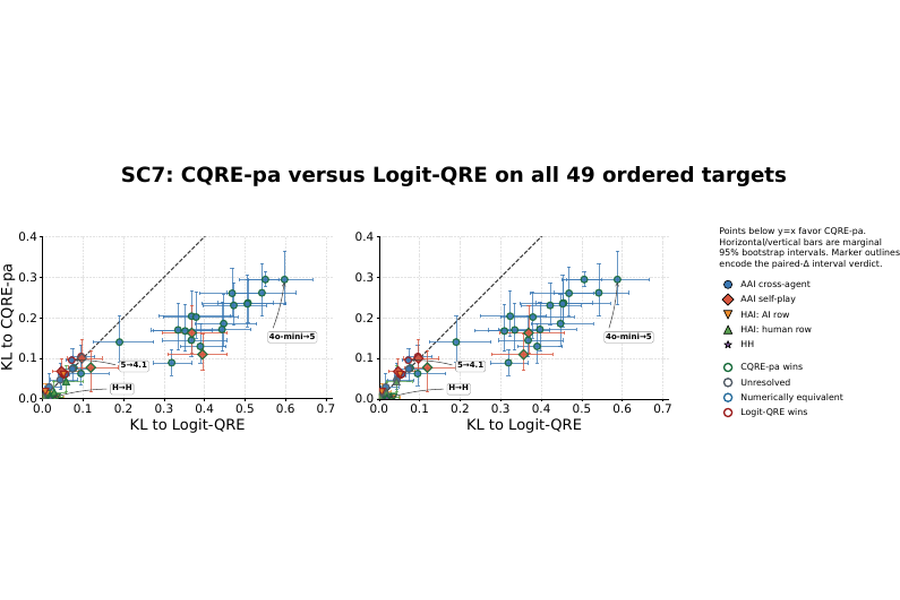 SC7: CQRE-pa versus Logit-QRE on all 49 ordered targets
KL to CQRE-pa
0.4
0.3
0.2
0.1
0.0
0.0 0.1 0.2 0.3 0.4 0.5 0.6 0.7
KL to Logit-QRE
4o-mini→5
5→4.1
H→H
0.4
0.3
0.2
0.1
0.0
0.0 0.1 0.2 0.3 0.4 0.5 0.6 0.7
KL to Logit-QRE
4o-mini→5
5→4.1
H→H
Points below y=x favor CQRE-pa.
Horizontal/vertical bars are marginal
95% bootstrap intervals. Marker outlines
encode the paired-Δ interval verdict.
AAI cross-agent
AAI self-play
HAI: AI row
HAI: human row
HH
CQRE-pa wins
Unresolved
Numerically equivalent
Logit-QRE wins